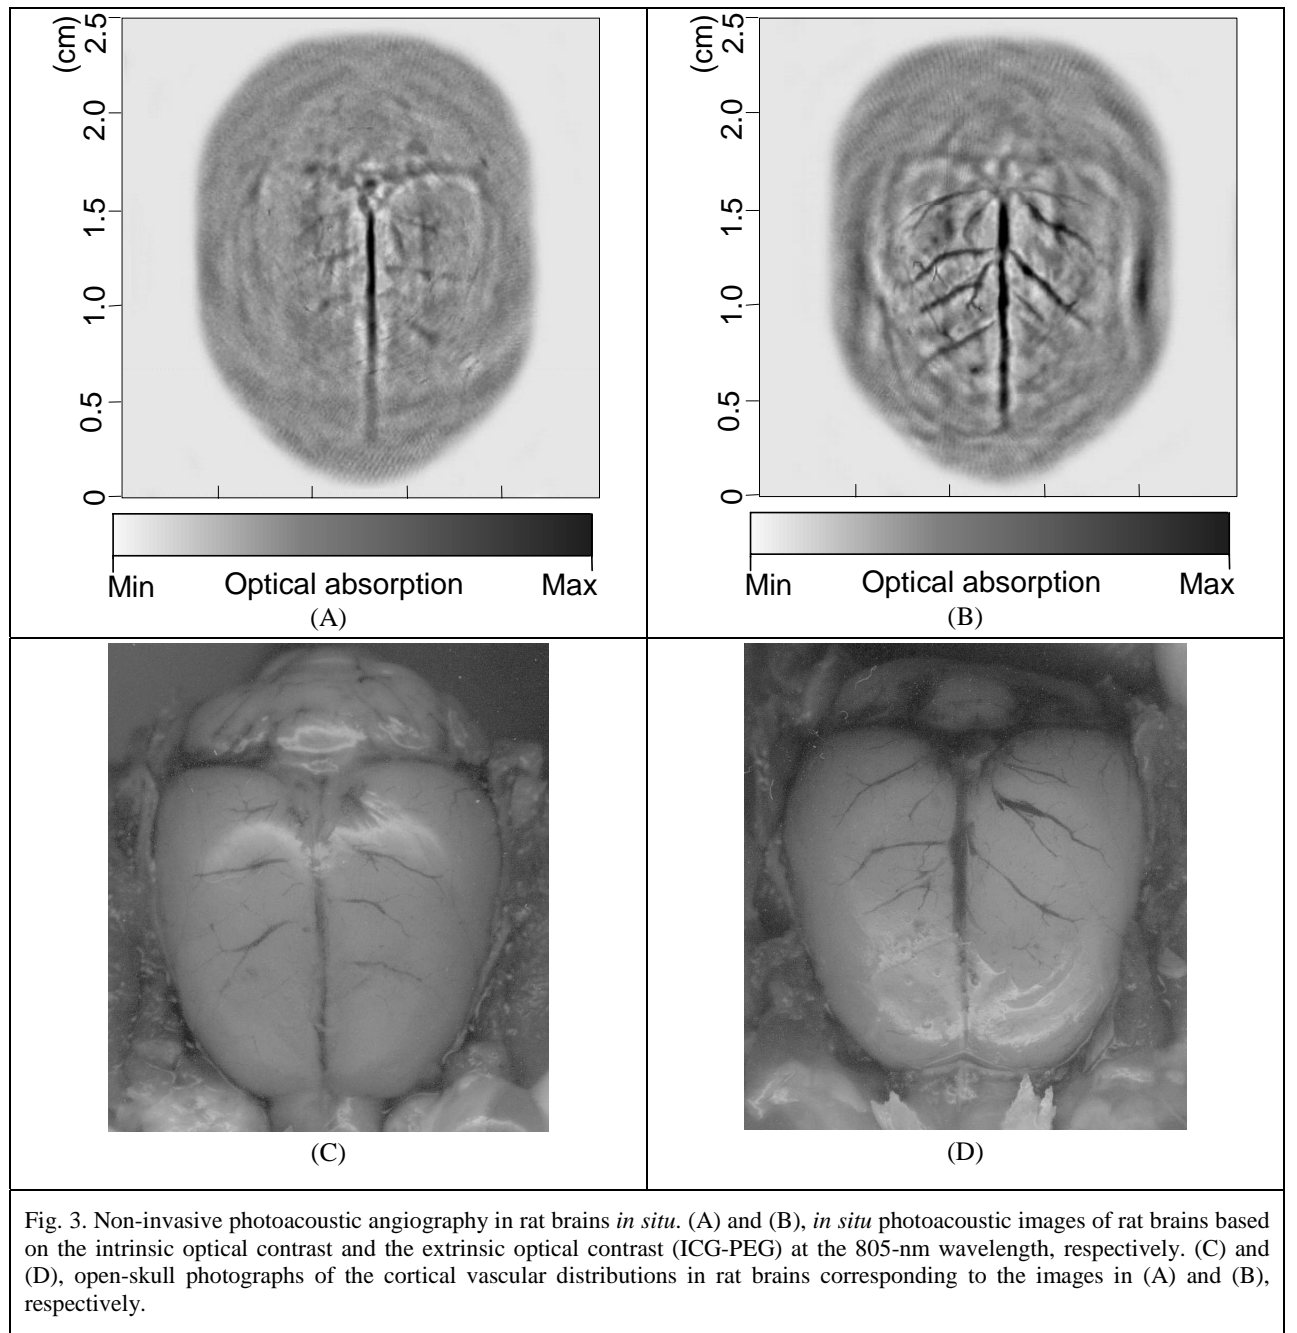 2.5
(cm)
2.0
1.5
1.0
0.5
0
Min Optical absorption Max
(A)
2.5
(cm)
2.0
1.5
1.0
0.5
0
Min Optical absorption Max
(B)
(C)
(D)
Fig. 3. Non-invasive photoacoustic angiography in rat brains in situ. (A) and (B), in situ photoacoustic images of rat brains based
on the intrinsic optical contrast and the extrinsic optical contrast (ICG-PEG) at the 805-nm wavelength, respectively. (C) and
(D), open-skull photographs of the cortical vascular distributions in rat brains corresponding to the images in (A) and (B),
respectively.